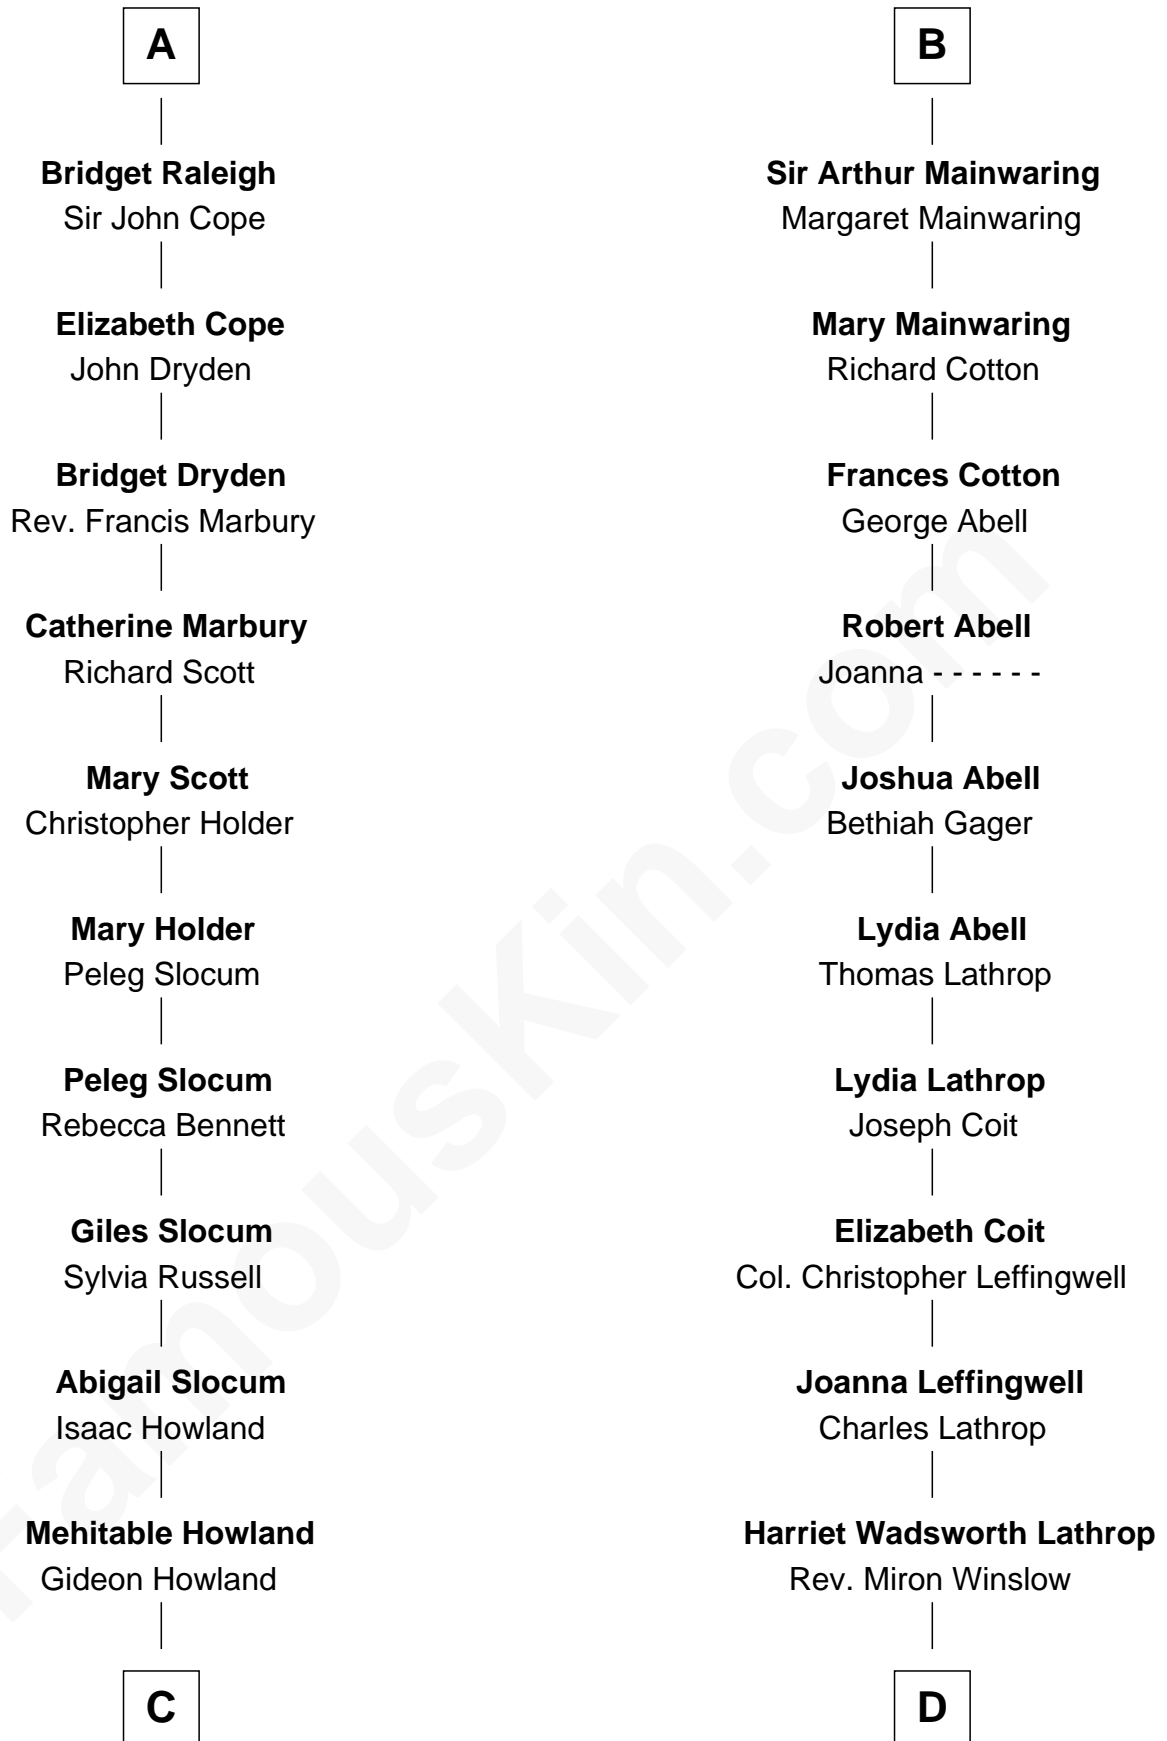 A
Bridget Raleigh
Sir John Cope
Elizabeth Cope
John Dryden
Bridget Dryden
Rev. Francis Marbury
Catherine Marbury
Richard Scott
Mary Scott
Christopher Holder
Mary Holder
Peleg Slocum
Peleg Slocum
Rebecca Bennett
Giles Slocum
Sylvia Russell
Abigail Slocum
Isaac Howland
Mehitable Howland
Gideon Howland
C
B
Sir Arthur Mainwaring
Margaret Mainwaring
Mary Mainwaring
Richard Cotton
Frances Cotton
George Abell
Robert Abell
Joanna - - - - - -
Joshua Abell
Bethiah Gager
Lydia Abell
Thomas Lathrop
Lydia Lathrop
Joseph Coit
Elizabeth Coit
Col. Christopher Leffingwell
Joanna Leffingwell
Charles Lathrop
Harriet Wadsworth Lathrop
Rev. Miron Winslow
D
FamousKin.com